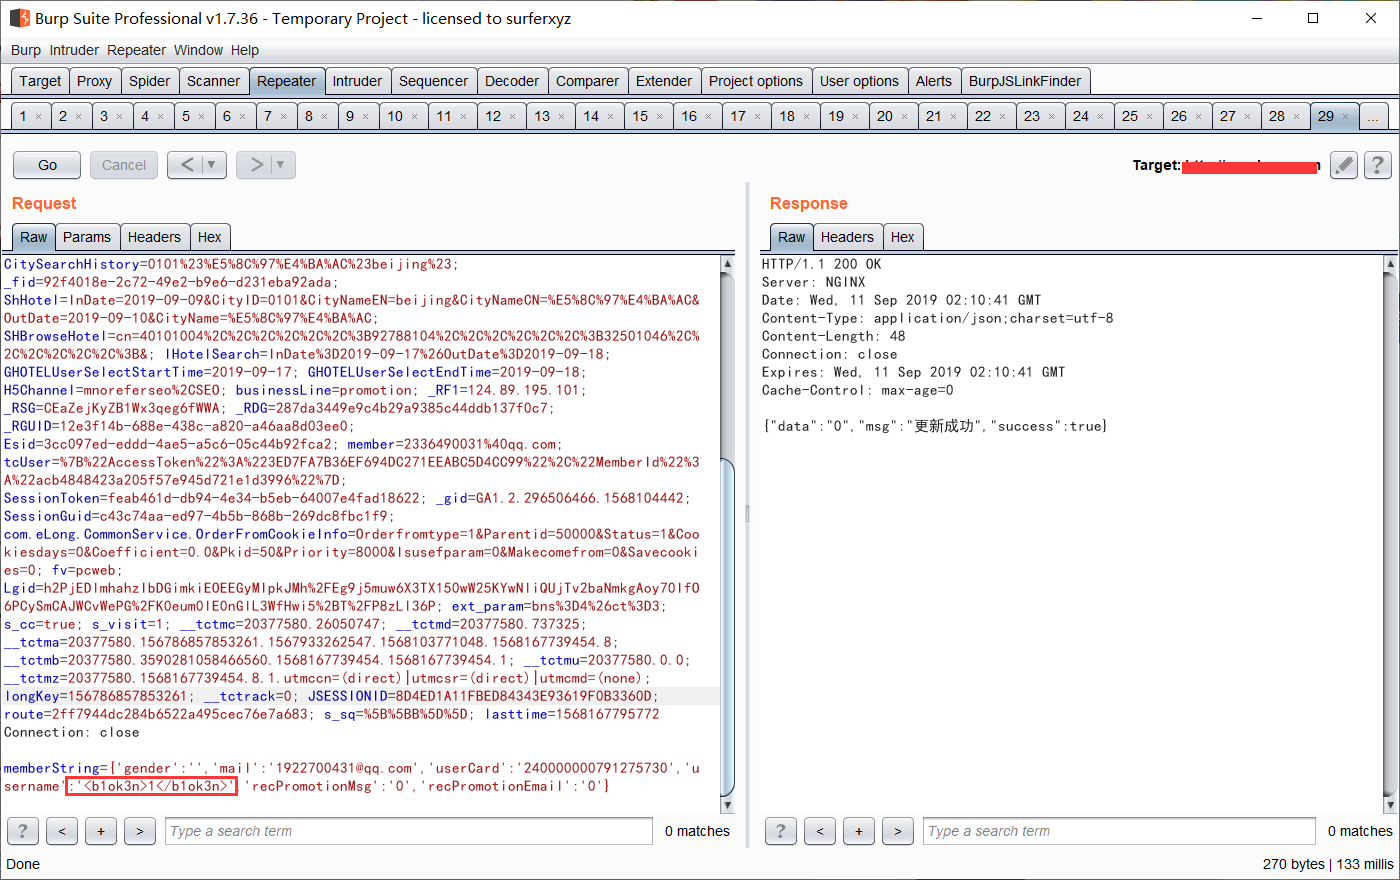 Burp Suite Professional v1.7.36 - Temporary Project - licensed to surferxyz
Burp Intruder Repeater Window Help
Target Proxy Spider Scanner Repeater Intruder Sequencer Decoder Comparer Extender Project options User options Alerts BurpJSLinkFinder
1 × 2 × 3 × 4 × 5 × 6 × 7 × 8 × 9 × 10 × 11 × 12 × 13 × 14 × 15 × 16 × 17 × 18 × 19 × 20 × 21 × 22 × 23 × 24 × 25 × 26 × 27 × 28 × 29 × ...
Go Cancel < ▼ > ▼ Target: ?
Request
Raw Params Headers Hex
CitySearchHistory=0101%23%E5%8C%97%E4%BA%AC%23beijing%23;
_fid=92f4018e-2c72-49e2-b9e6-d231eba92ada;
ShHotel=InDate=2019-09-09&CityID=0101&CityNameEN=beijing&CityNameCN=%E5%8C%97%E4%BA%AC&
OutDate=2019-09-10&CityName=%E5%8C%97%E4%BA%AC;
SHBrowseHotel=cn=40101004%2C%2C%2C%2C%2C%2C%3B92788104%2C%2C%2C%2C%2C%2C%3B32501046%2C%
2C%2C%2C%2C%2C%3B&; lHotelSearch=InDate%3D2019-09-17%26OutDate%3D2019-09-18;
GHOTELUserSelectStartTime=2019-09-17; GHOTELUserSelectEndTime=2019-09-18;
H5Channel=mnoreferseo%2CSEO; businessLine=promotion; _RF1=124.89.195.101;
_RSG=CEaZejKyZB1Wx3qeg6fWWA; _RDG=287da3449e9c4b29a9385c44ddb137f0c7;
_RGUID=12e3f14b-688e-438c-a820-a46aa8d03ee0;
Esid=3cc097ed-eddd-4ae5-a5c6-05c44b92fca2; member=2336490031%40qq.com;
tcUser=%7B%22AccessToken%22%3A%223ED7FA7B36EF694DC271EEABC5D4CC99%22%2C%22MemberId%22%3
A%22acb4848423a205f57e945d721e1d3996%22%7D;
SessionToken=feab461d-db94-4e34-b5eb-64007e4fad18622; _gid=GA1.2.296506466.1568104442;
SessionGuid=c43c74aa-ed97-4b5b-868b-269dc8fbc1f9;
com.eLong.CommonService.OrderFromCookieInfo=Orderfromtype=1&Parentid=50000&Status=1&Coo
kiesdays=0&Coefficient=0.0&Pkid=50&Priority=8000&Isusefparam=0&Makecomefrom=0&Savecooki
es=0; fv=pcweb;
Lgid=h2PjEDlmhahzlbDGimkiEOEEGyMlpkJMh%2FEg9j5muw6X3TX150wW25KYwNliQUjTv2baNmkgAoy7OlfO
6PCySmCAJWCvWePG%2FKOeumOlEOnGlL3WfHwi5%2BT%2FP8zLl36P; ext_param=bns%3D4%26ct%3D3;
s_cc=true; s_visit=1; __tctmc=20377580.26050747; __tctmd=20377580.737325;
__tctma=20377580.156786857853261.1567933262547.1568103771048.1568167739454.8;
__tctmb=20377580.3590281058466560.1568167739454.1568167739454.1; __tctmu=20377580.0.0;
__tctmz=20377580.1568167739454.8.1.utmccn=(direct)|utmcsr=(direct)|utmcmd=(none);
longKey=156786857853261; __tctrack=0; JSESSIONID=8D4ED1A11FBED84343E93619F0B3360D;
route=2ff7944dc284b6522a495cec76e7a683; s_sq=%5B%5BB%5D%5D; lasttime=1568167795772
Connection: close
memberString={'gender':'','mail':'1922700431@qq.com','userCard':'240000000791275730','u
sername':'<b1ok3n>1</b1ok3n>','recPromotionMsg':'0','recPromotionEmail':'0'}
? < + > Type a search term 0 matches
Response
Raw Headers Hex
HTTP/1.1 200 OK
Server: NGINX
Date: Wed, 11 Sep 2019 02:10:41 GMT
Content-Type: application/json;charset=utf-8
Content-Length: 48
Connection: close
Expires: Wed, 11 Sep 2019 02:10:41 GMT
Cache-Control: max-age=0
{"data":"0","msg":"更新成功","success":true}
? < + > Type a search term 0 matches
Done 270 bytes | 133 millis